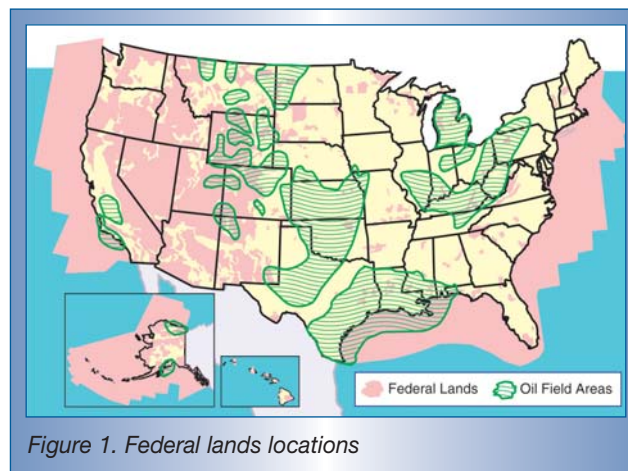 Federal Lands
Oil Field Areas
Figure 1. Federal lands locations